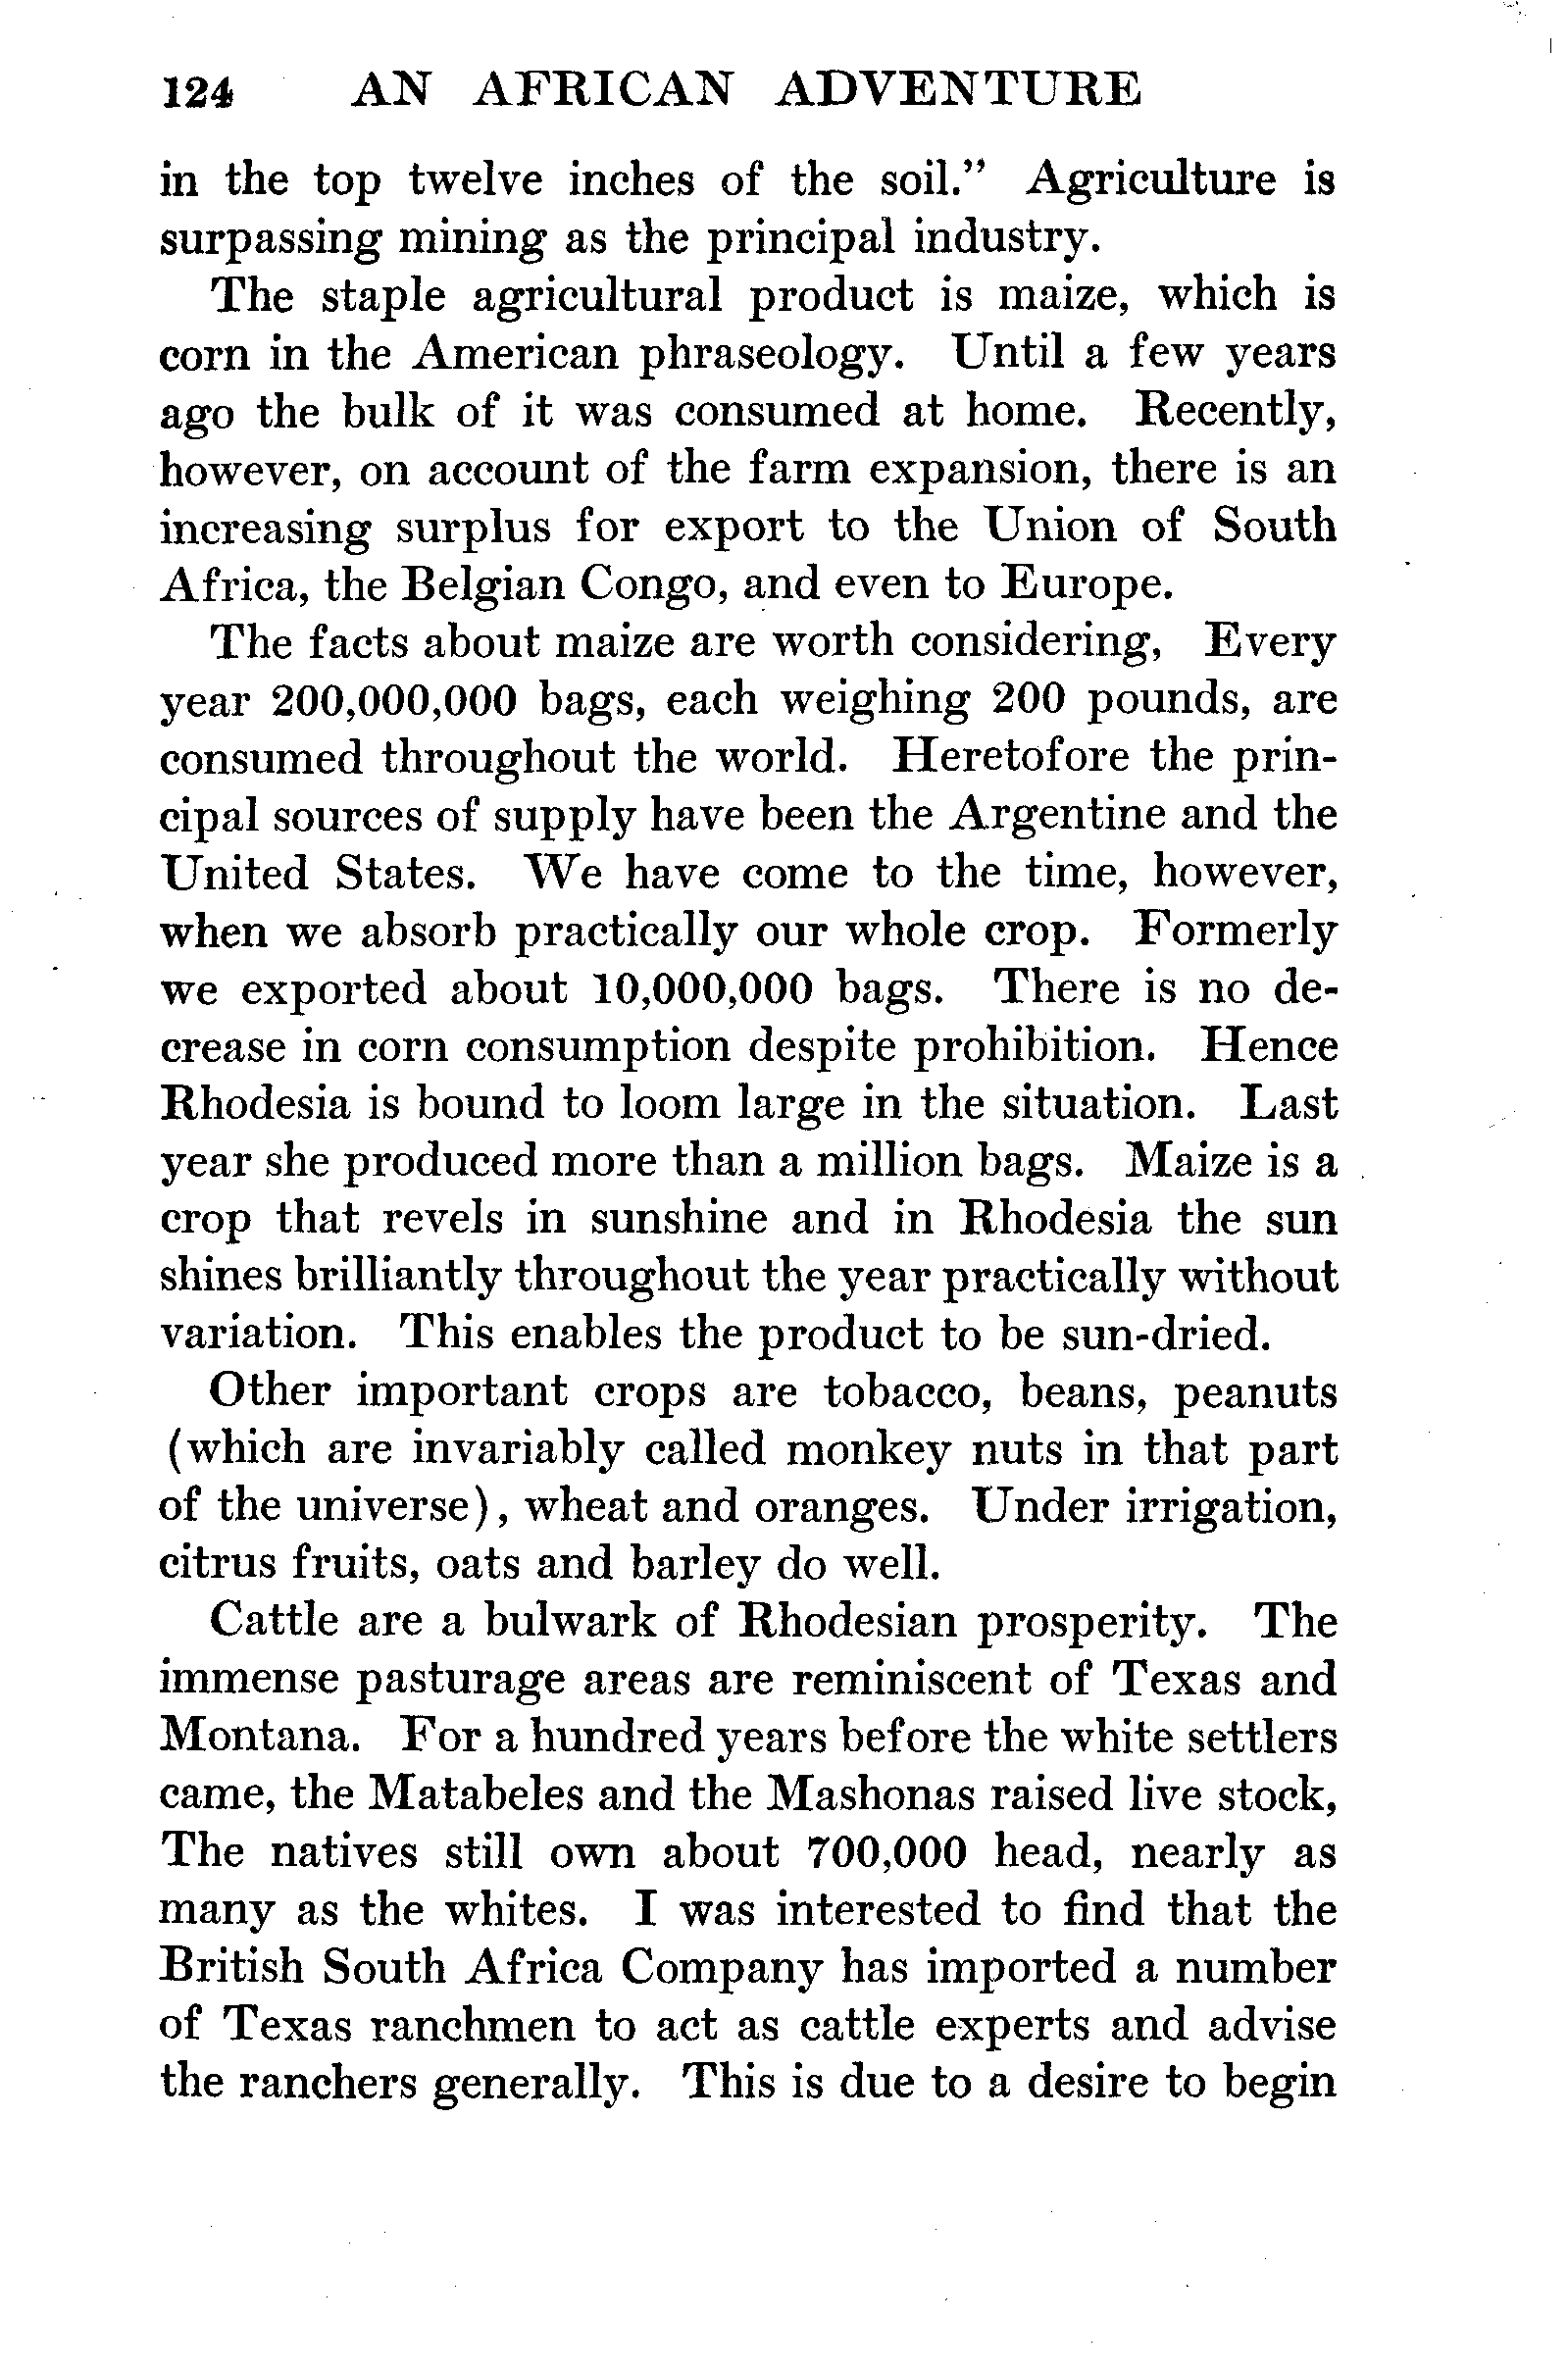 124 AN AFRICAN ADVENTURE
in the top twelve inches of the soil.” Agriculture is
surpassing mining as the principal industry.
The staple agricultural product is maize, which is
corn in the American phraseology. Until a few years
ago the bulk of it was consumed at home. Recently,
however, on account of the farm expansion, there is an
increasing surplus for export to the Union of South
Africa, the Belgian Congo, and even to Europe.
The facts about maize are worth considering, Every
year 200,000,000 bags, each weighing 200 pounds, are
consumed throughout the world. Heretofore the prin-
cipal sources of supply have been the Argentine and the
United States. We have come to the time, however,
when we absorb practically our whole crop. Formerly
we exported about 10,000,000 bags. There is no de-
crease in corn consumption despite prohibition. Hence
Rhodesia is bound to loom large in the situation. Last
year she produced more than a million bags. Maize is a
crop that revels in sunshine and in Rhodesia the sun
shines brilliantly throughout the year practically without
variation. This enables the product to be sun-dried.
Other important crops are tobacco, beans, peanuts
(which are invariably called monkey nuts in that part
of the universe), wheat and oranges. Under irrigation,
citrus fruits, oats and barley do well.
Cattle are a bulwark of Rhodesian prosperity. The
immense pasturage areas are reminiscent of Texas and
Montana. For a hundred years before the white settlers
came, the Matabeles and the Mashonas raised live stock,
The natives still own about 700,000 head, nearly as
many as the whites. I was interested to find that the
British South Africa Company has imported a number
of Texas ranchmen to act as cattle experts and advise
the ranchers generally. This is due to a desire to begin